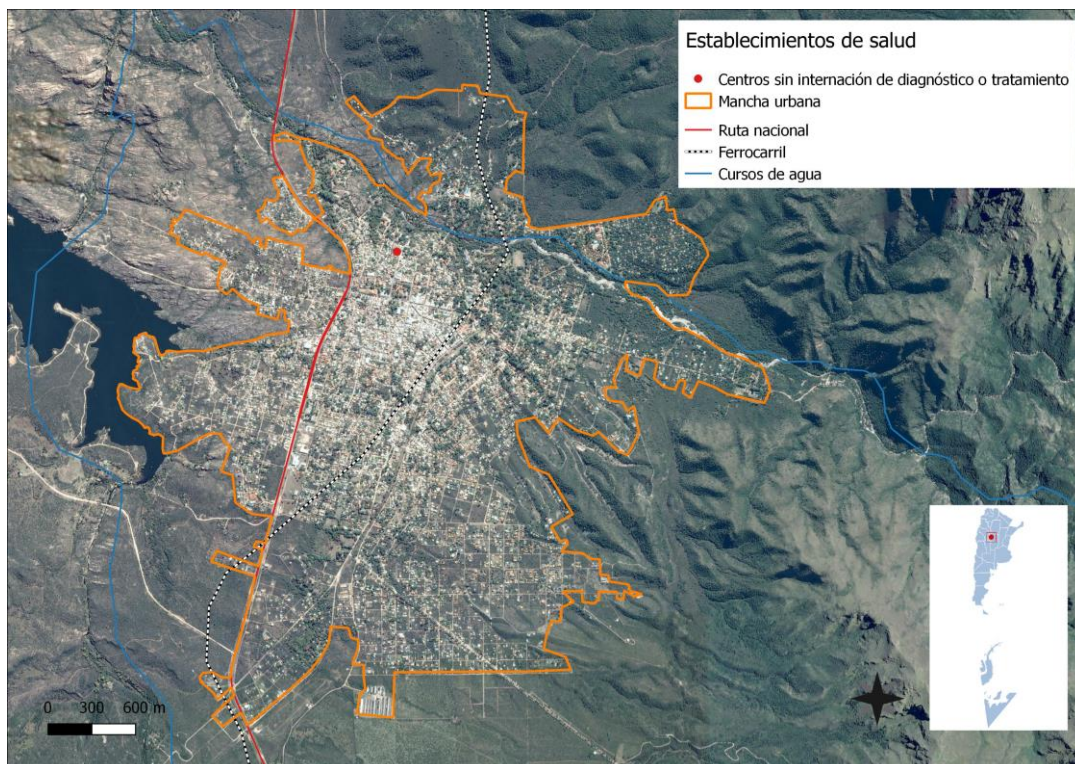 Establecimientos de salud
Centros sin internación de diagnóstico o tratamiento
Mancha urbana
Ruta nacional
Ferrocarril
Cursos de agua
0 300 600 m